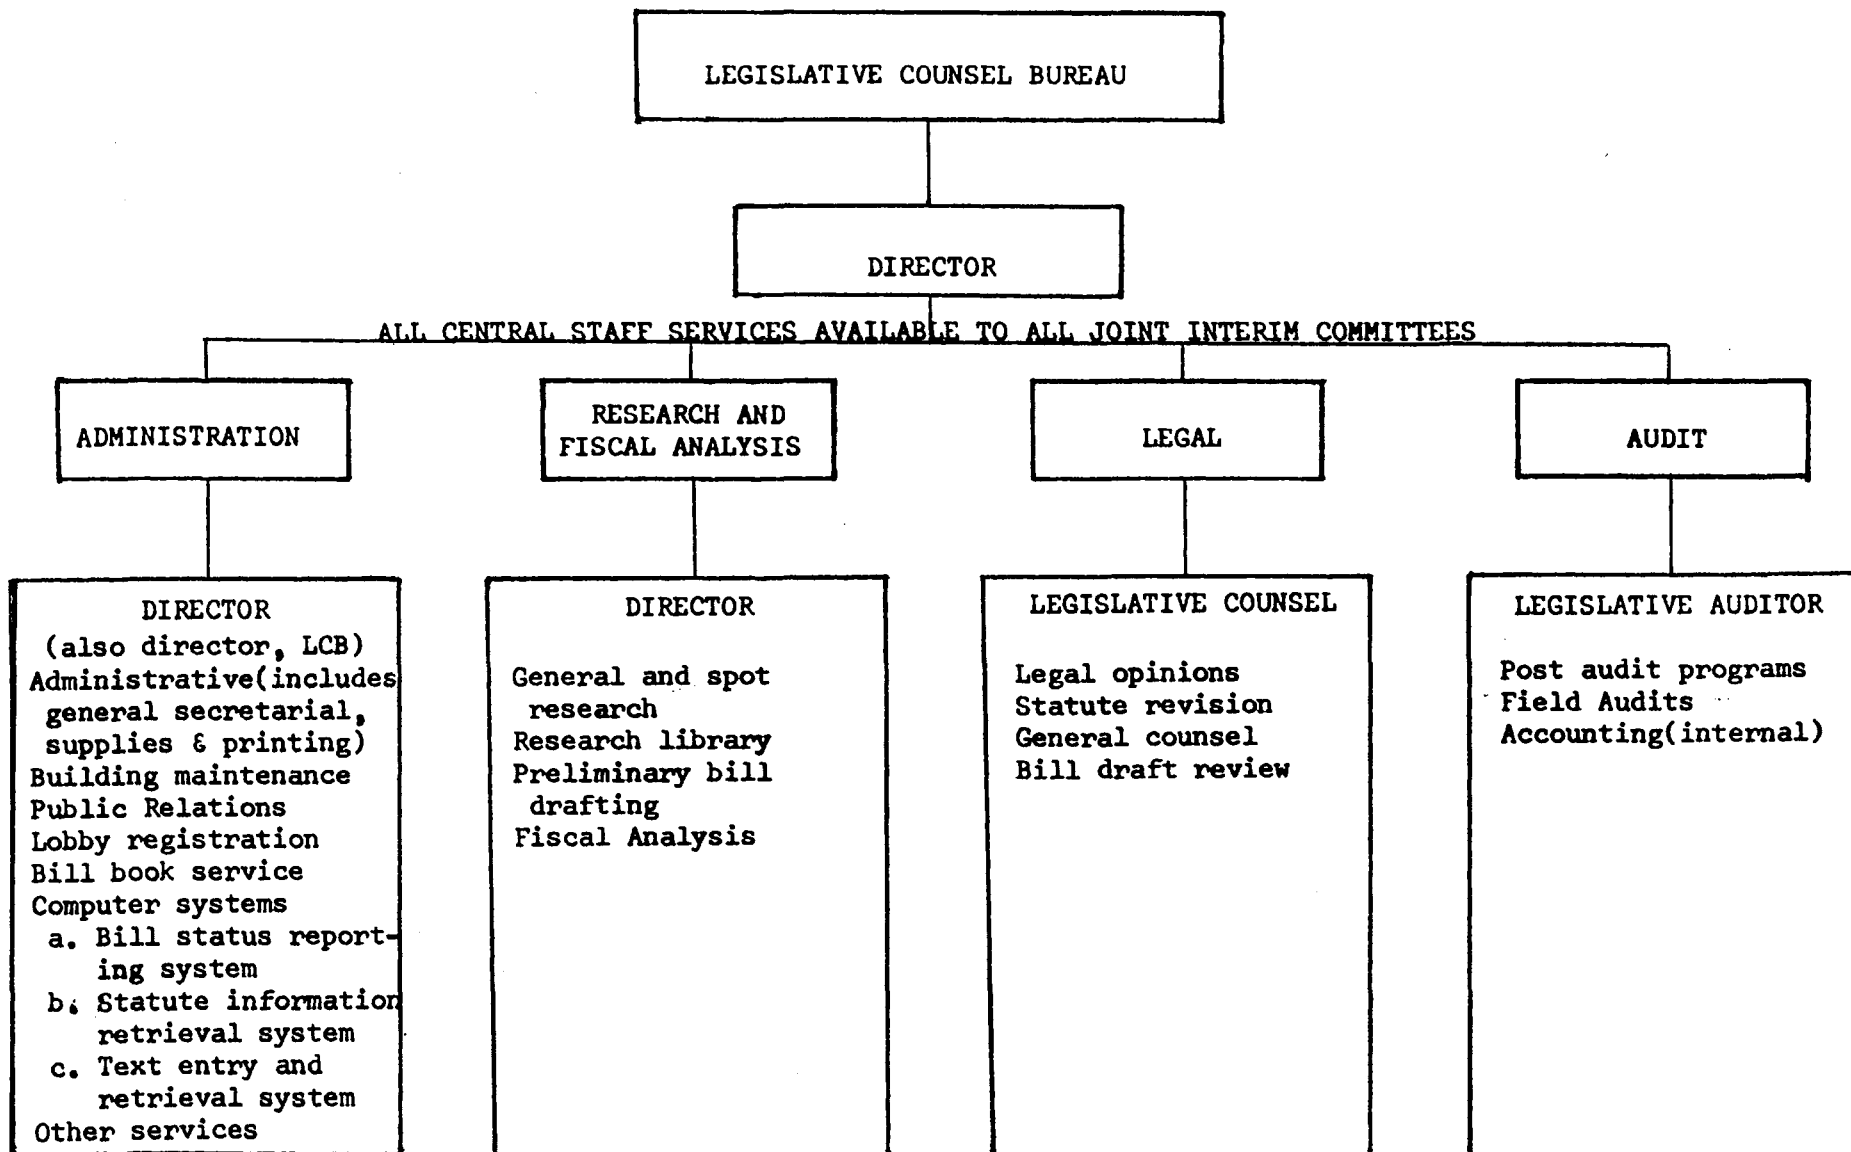 LEGISLATIVE COUNSEL BUREAU
DIRECTOR
ALL CENTRAL STAFF SERVICES AVAILABLE TO ALL JOINT INTERIM COMMITTEES
ADMINISTRATION
RESEARCH AND
FISCAL ANALYSIS
LEGAL
AUDIT
DIRECTOR
(also director, LCB)
Administrative(includes
general secretarial,
supplies & printing)
Building maintenance
Public Relations
Lobby registration
Bill book service
Computer systems
a. Bill status report-
ing system
b. Statute information
retrieval system
c. Text entry and
retrieval system
Other services
DIRECTOR
General and spot
research
Research library
Preliminary bill
drafting
Fiscal Analysis
LEGISLATIVE COUNSEL
Legal opinions
Statute revision
General counsel
Bill draft review
LEGISLATIVE AUDITOR
Post audit programs
Field Audits
Accounting(internal)